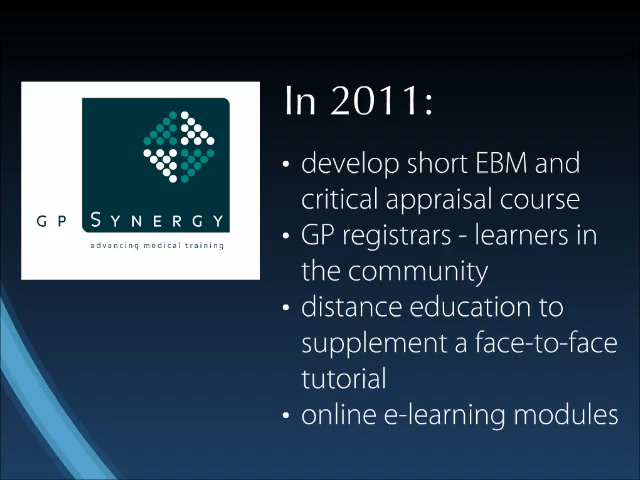 GP SYNERGY
advancing medical training
In 2011:
• develop short EBM and
critical appraisal course
• GP registrars - learners in
the community
• distance education to
supplement a face-to-face
tutorial
• online e-learning modules